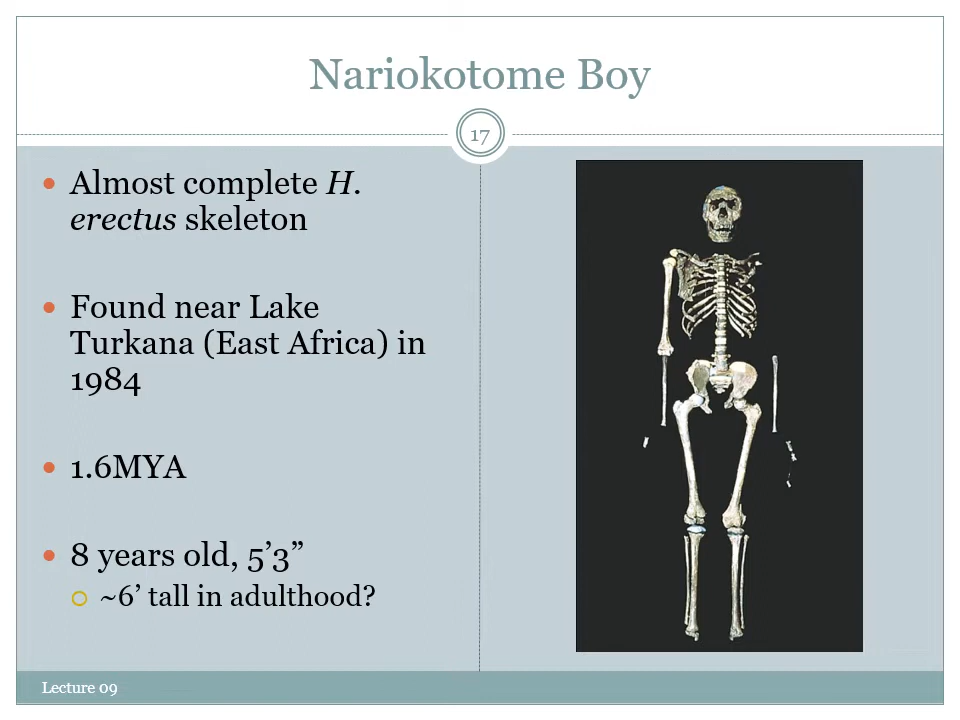 Nariokotome Boy
17
• Almost complete H.
erectus skeleton
• Found near Lake
Turkana (East Africa) in
1984
• 1.6MYA
• 8 years old, 5’3”
~6’ tall in adulthood?
Lecture 09